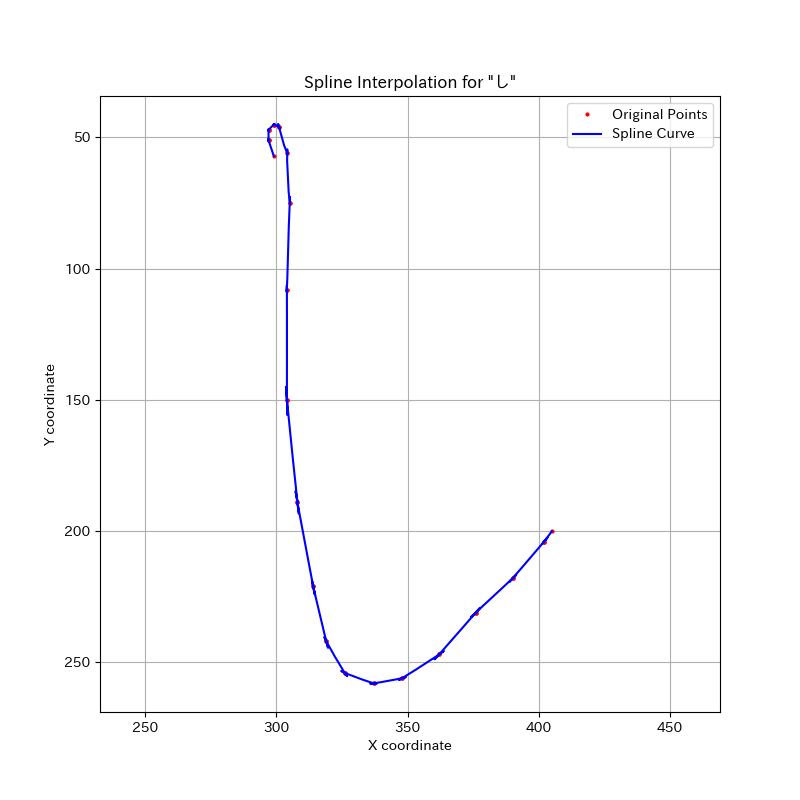 Spline Interpolation for "し"
Original Points
Spline Curve
50
100
150
200
250
Y coordinate
250
300
350
400
450
X coordinate